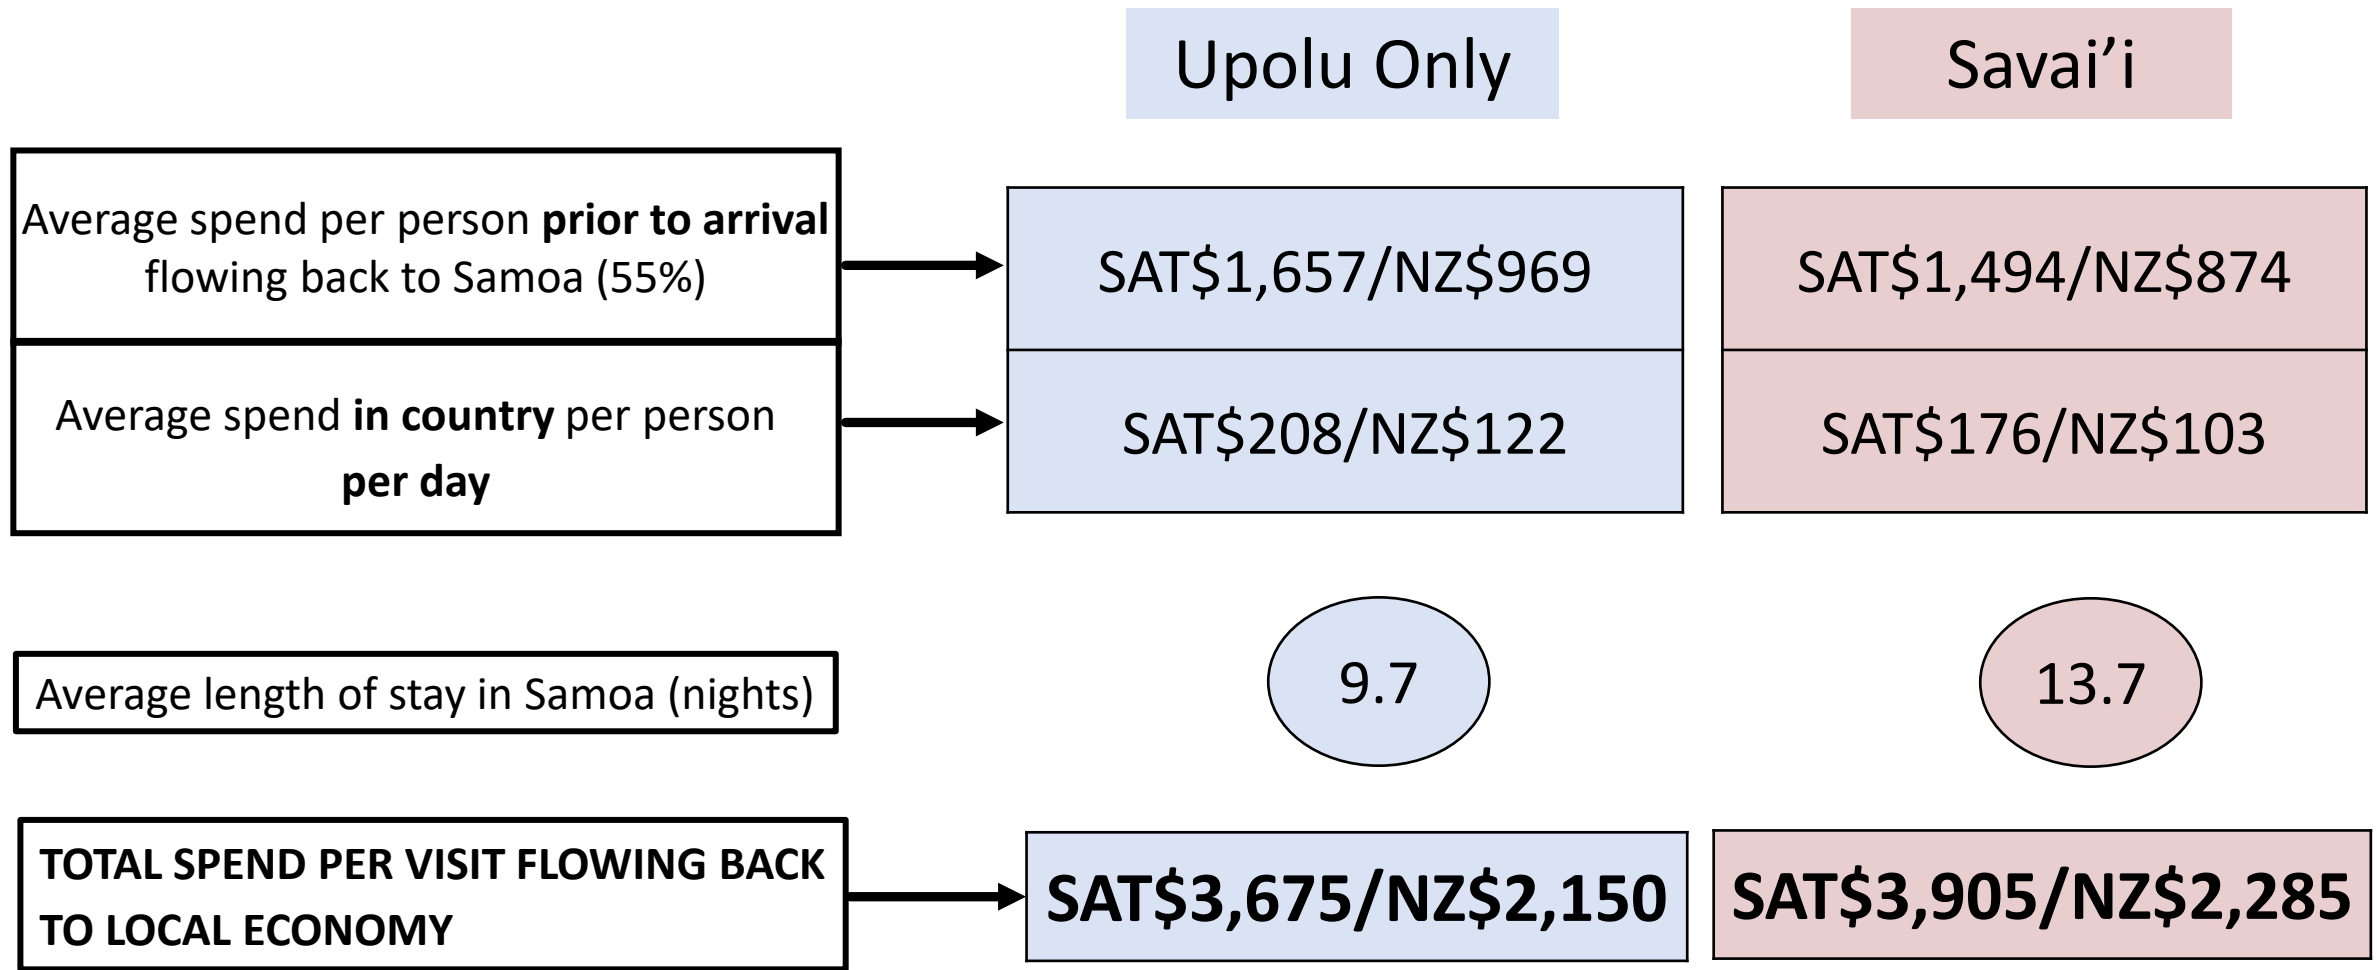 Upolu Only
Savai’i
Average spend per person prior to arrival
flowing back to Samoa (55%)
SAT$1,657/NZ$969
SAT$1,494/NZ$874
Average spend in country per person
per day
SAT$208/NZ$122
SAT$176/NZ$103
Average length of stay in Samoa (nights)
9.7
13.7
TOTAL SPEND PER VISIT FLOWING BACK
TO LOCAL ECONOMY
SAT$3,675/NZ$2,150
SAT$3,905/NZ$2,285